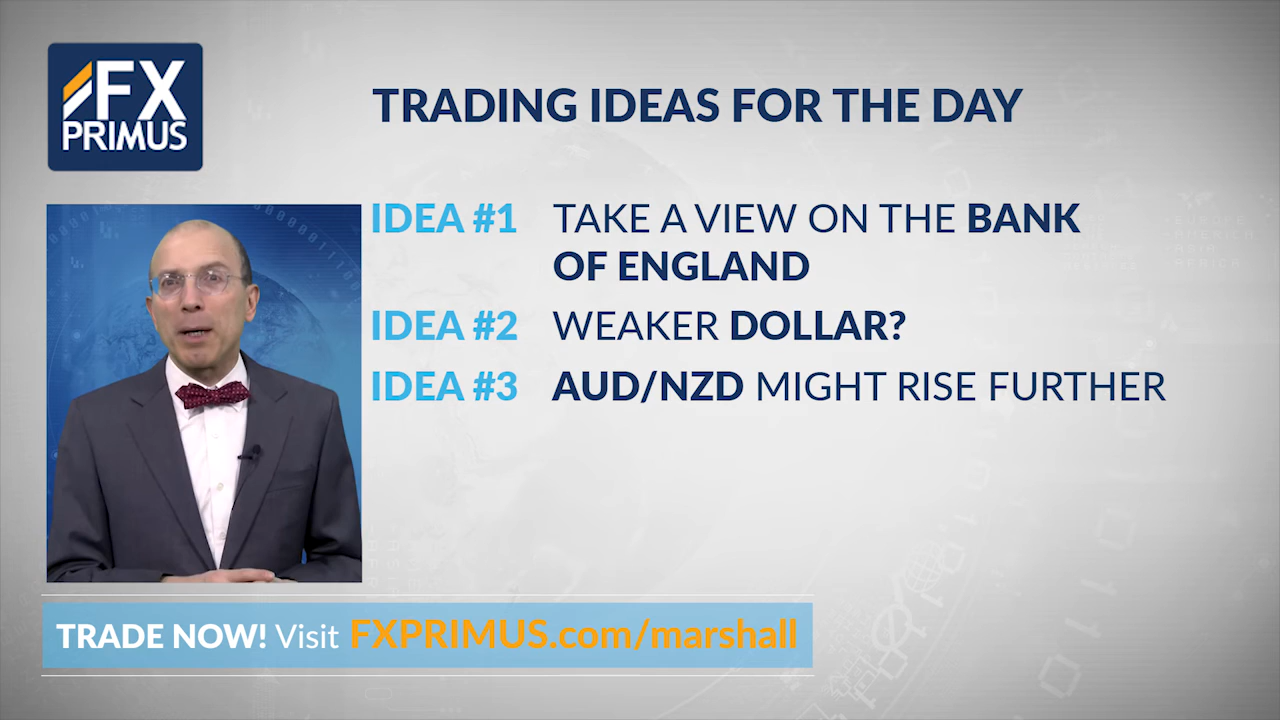 FX
PRIMUS
TRADING IDEAS FOR THE DAY
IDEA #1 TAKE A VIEW ON THE BANK
OF ENGLAND
IDEA #2 WEAKER DOLLAR?
IDEA #3 AUD/NZD MIGHT RISE FURTHER
TRADE NOW! Visit FXPRIMUS.com/marshall